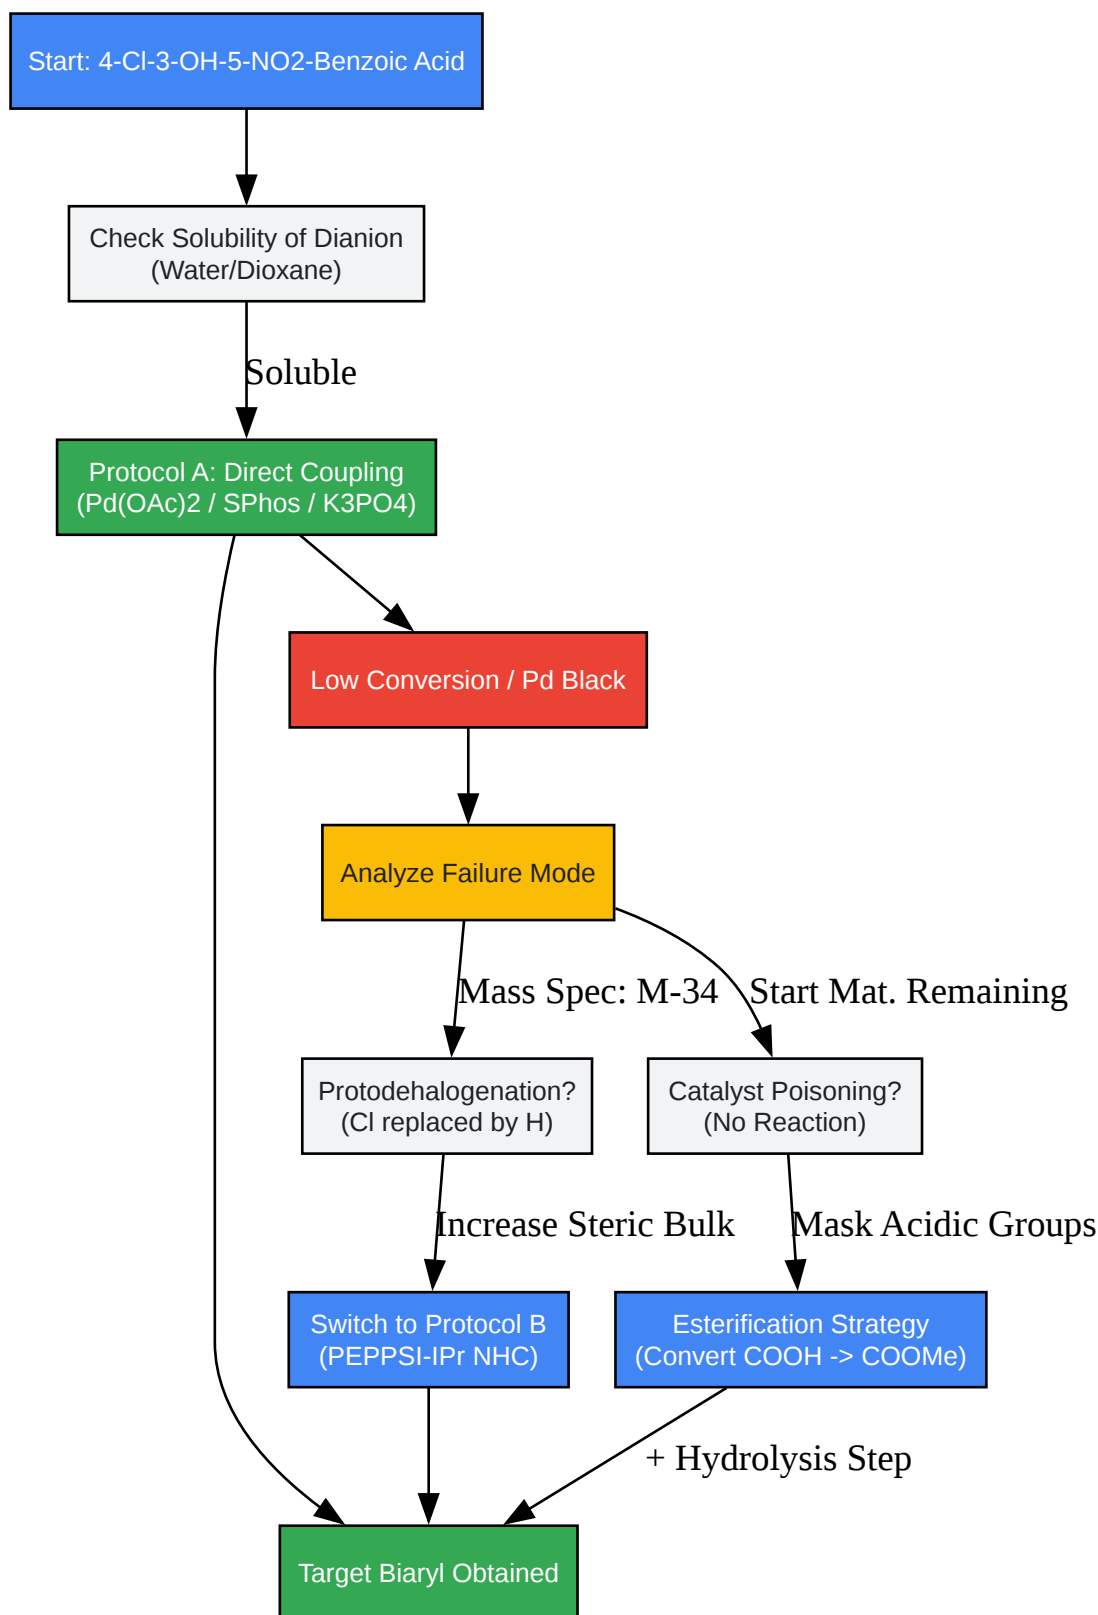 Start: 4-Cl-3-OH-5-NO2-Benzoic Acid
Check Solubility of Dianion
(Water/Dioxane)
Soluble
Protocol A: Direct Coupling
(Pd(OAc)2 / SPhos / K3PO4)
Low Conversion / Pd Black
Analyze Failure Mode
Mass Spec: M-34
Start Mat. Remaining
Protodehalogenation?
(Cl replaced by H)
Catalyst Poisoning?
(No Reaction)
Increase Steric Bulk
Mask Acidic Groups
Switch to Protocol B
(PEPPSI-IPr NHC)
Esterification Strategy
(Convert COOH -> COOMe)
+ Hydrolysis Step
Target Biaryl Obtained